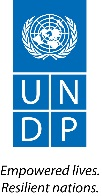 U N
D P
Empowered lives.
Resilient nations.